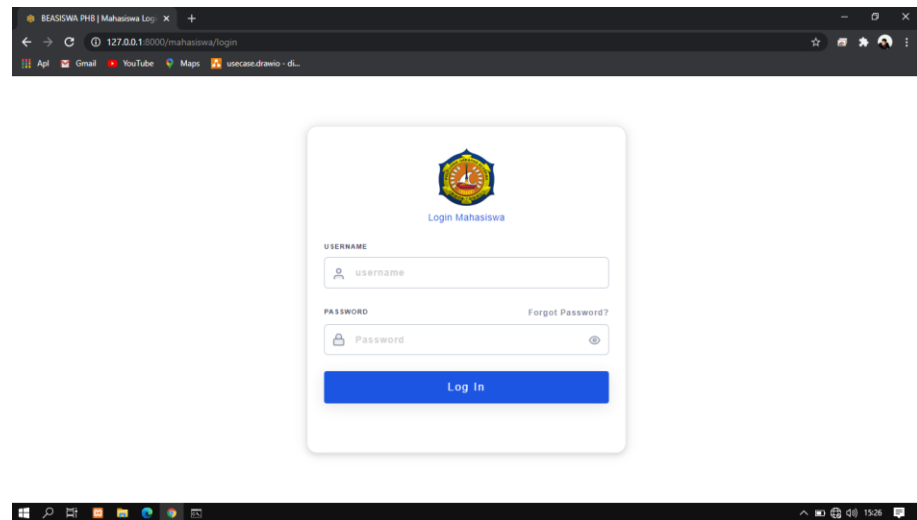 BEASISWA PHB | Mahasiswa Log
127.0.0.1:8000/mahasiswa/login
Apl Gmail YouTube Maps usecase.drawio - di...
Login Mahasiswa
USERNAME
username
PASSWORD Forgot Password?
Password
Log In
15:26